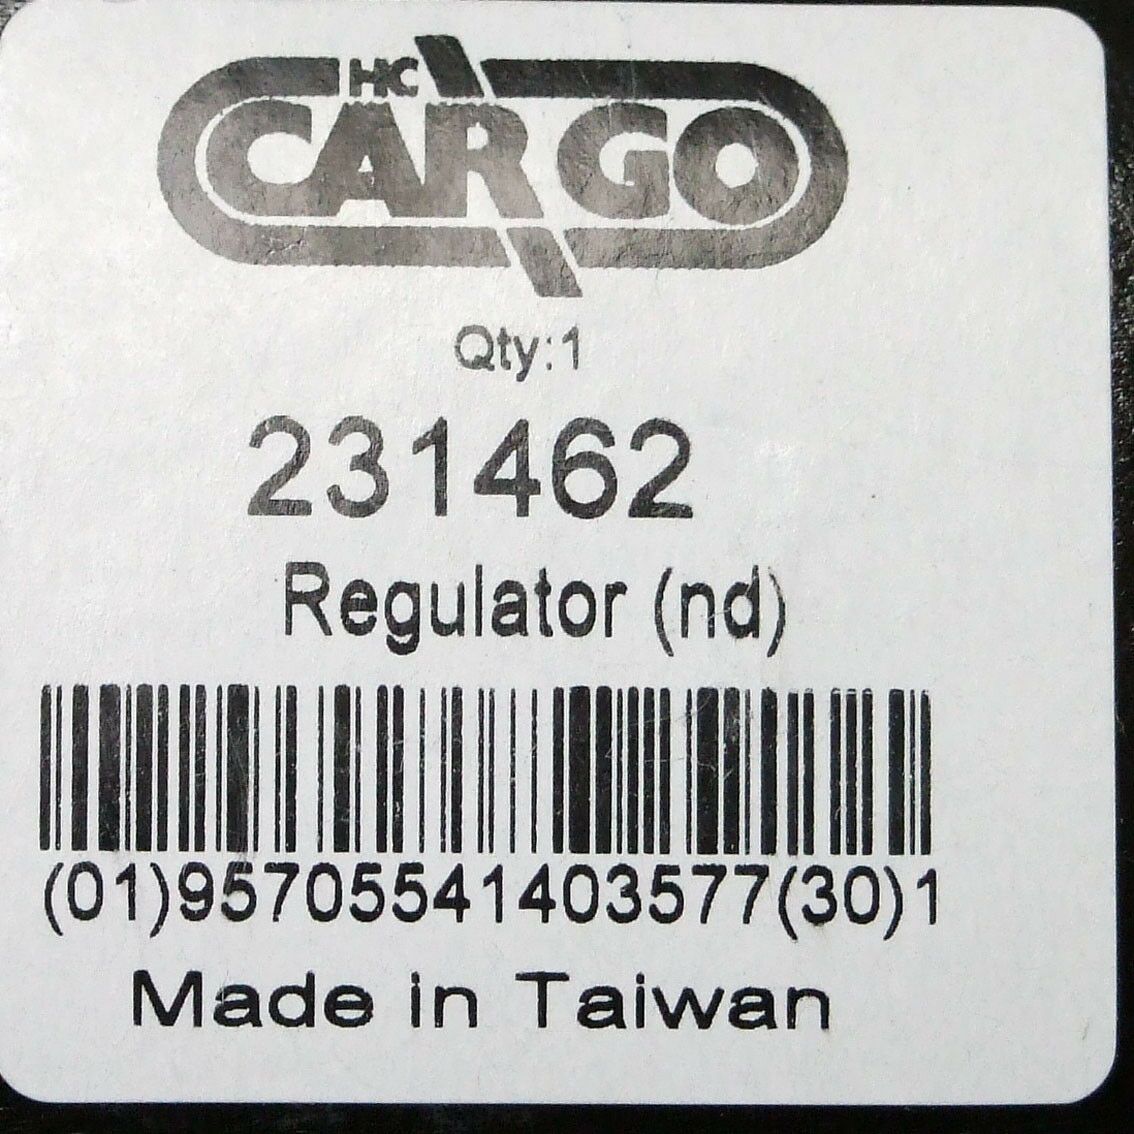 HC
CARGO
Qty:1
231462
Regulator (nd)
(01)95705541403577(30)1
Made in Taiwan